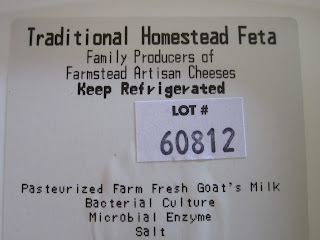 Traditional Homestead Feta
Family Producers of
Farmstead Artisan Cheeses
Keep Refrigerated
LOT #
60812
Pasteurized Farm Fresh Goat's Milk
Bacterial Culture
Microbial Enzyme
Salt